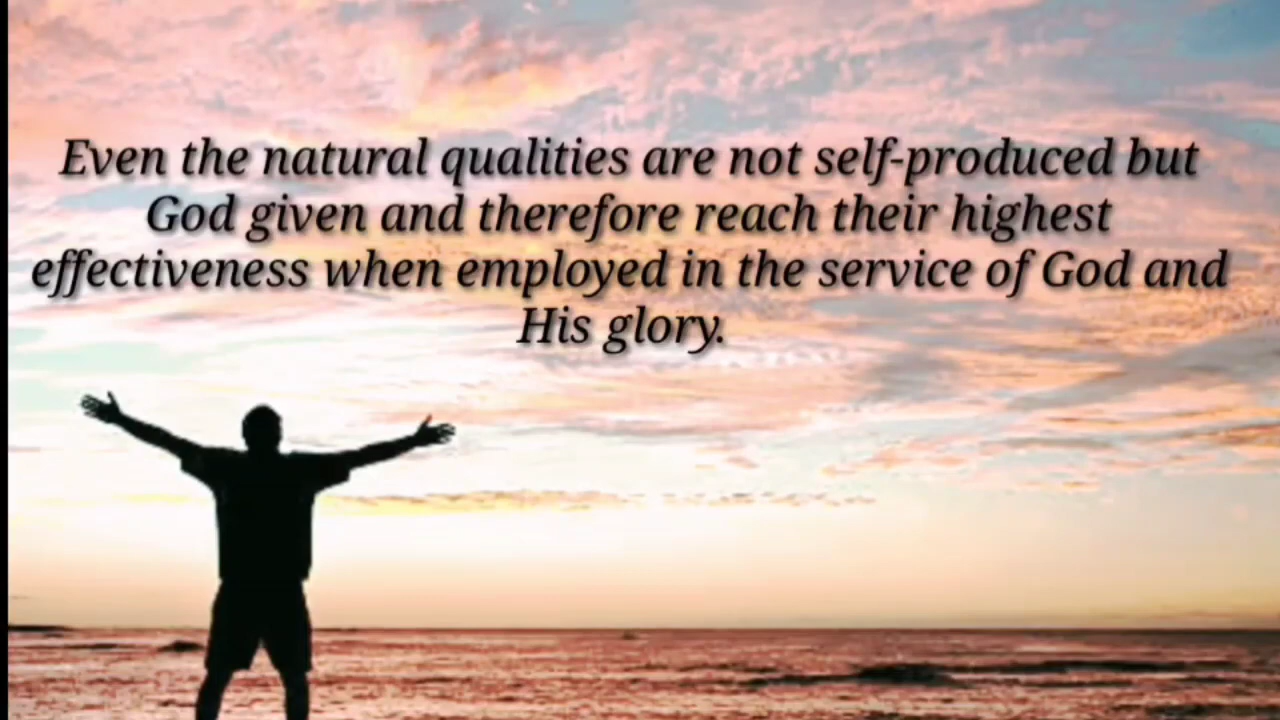 Even the natural qualities are not self-produced but
God given and therefore reach their highest
effectiveness when employed in the service of God and
His glory.